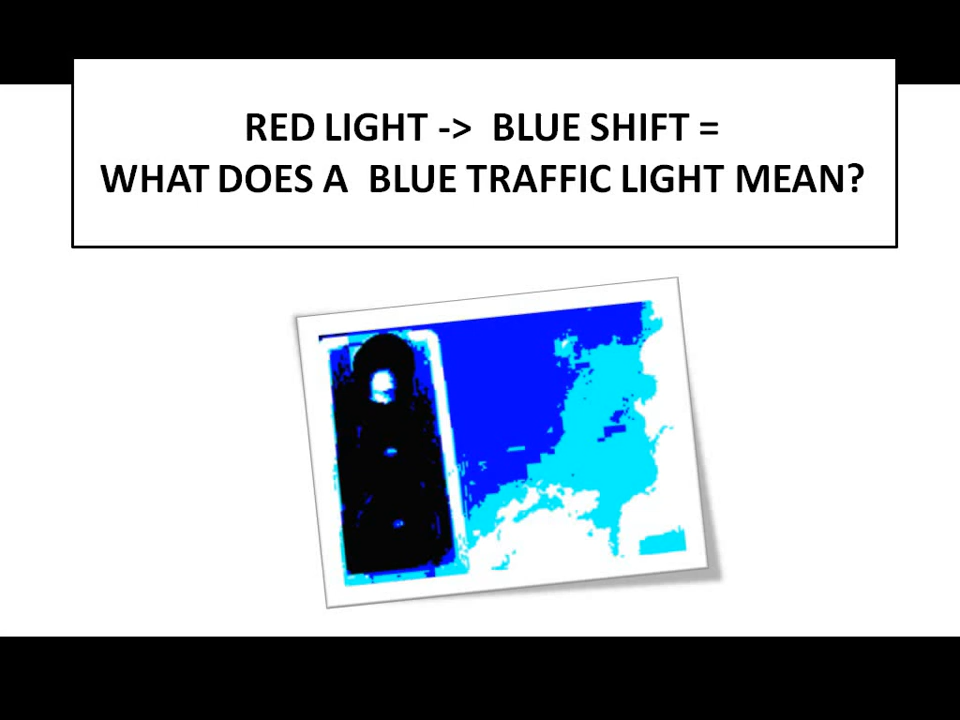 RED LIGHT -> BLUE SHIFT =
WHAT DOES A BLUE TRAFFIC LIGHT MEAN?